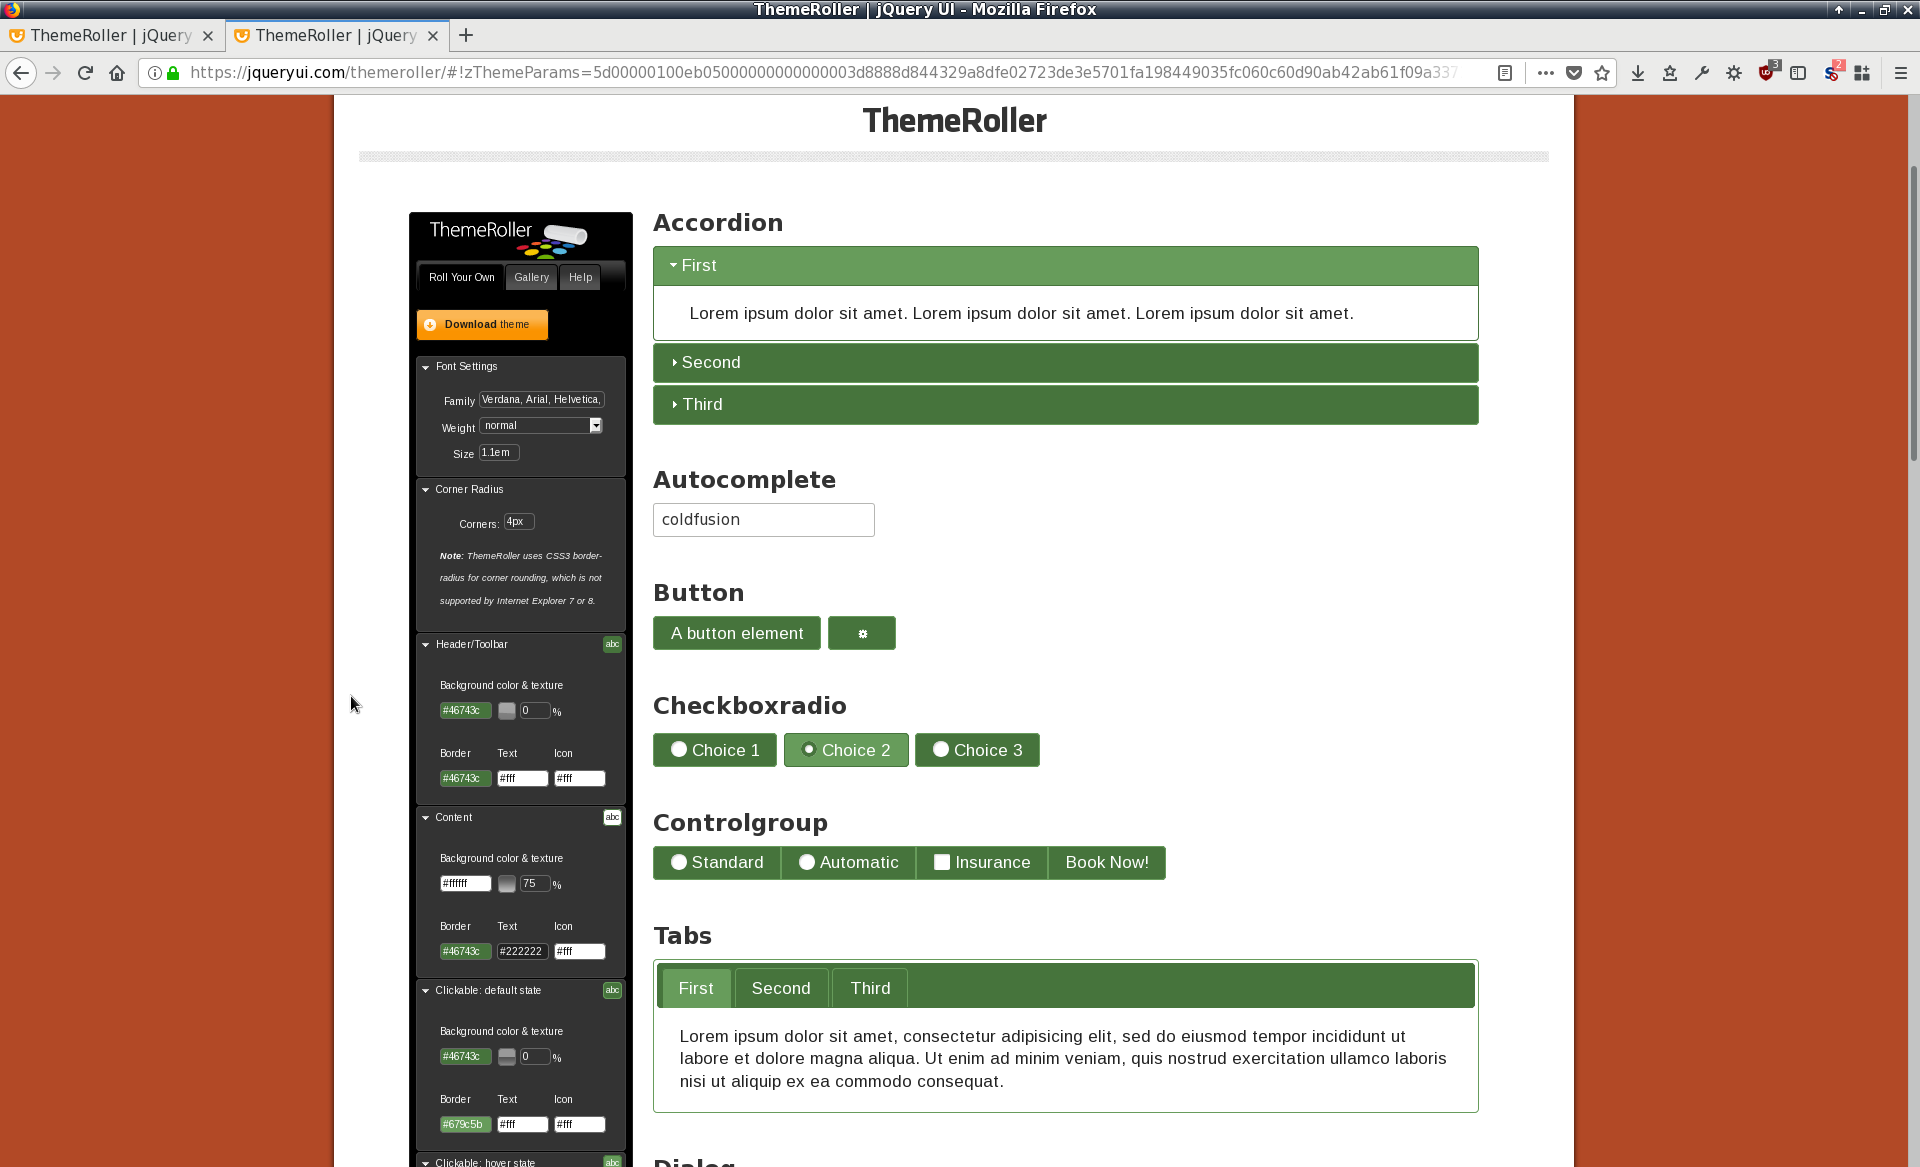 ThemeRoller | jQuery UI - Mozilla Firefox
ThemeRoller | jQuery
ThemeRoller | jQuery
https://jqueryui.com/themeroller/#!zThemeParams=5d00000100eb05000000000000003d8888d844329a8dfe02723de3e5701fa198449035fc060c60d90ab42ab61f09a337
3
2
ThemeRoller
ThemeRoller
Roll Your Own
Gallery
Help
Download theme
Font Settings
Family Verdana, Arial, Helvetica,
Weight normal
Size 1.1em
Corner Radius
Corners: 4px
Note: ThemeRoller uses CSS3 border-
radius for corner rounding, which is not
supported by Internet Explorer 7 or 8.
Header/Toolbar abc
Background color & texture
#46743c 0 %
Border Text Icon
#46743c #fff #fff
Content abc
Background color & texture
#ffffff 75 %
Border Text Icon
#46743c #222222 #fff
Clickable: default state abc
Background color & texture
#46743c 0 %
Border Text Icon
#679c5b #fff #fff
Clickable: hover state abc
Accordion
First
Lorem ipsum dolor sit amet. Lorem ipsum dolor sit amet. Lorem ipsum dolor sit amet.
Second
Third
Autocomplete
coldfusion
Button
A button element
Checkboxradio
Choice 1 Choice 2 Choice 3
Controlgroup
Standard Automatic Insurance Book Now!
Tabs
First Second Third
Lorem ipsum dolor sit amet, consectetur adipisicing elit, sed do eiusmod tempor incididunt ut
labore et dolore magna aliqua. Ut enim ad minim veniam, quis nostrud exercitation ullamco laboris
nisi ut aliquip ex ea commodo consequat.
Dialog